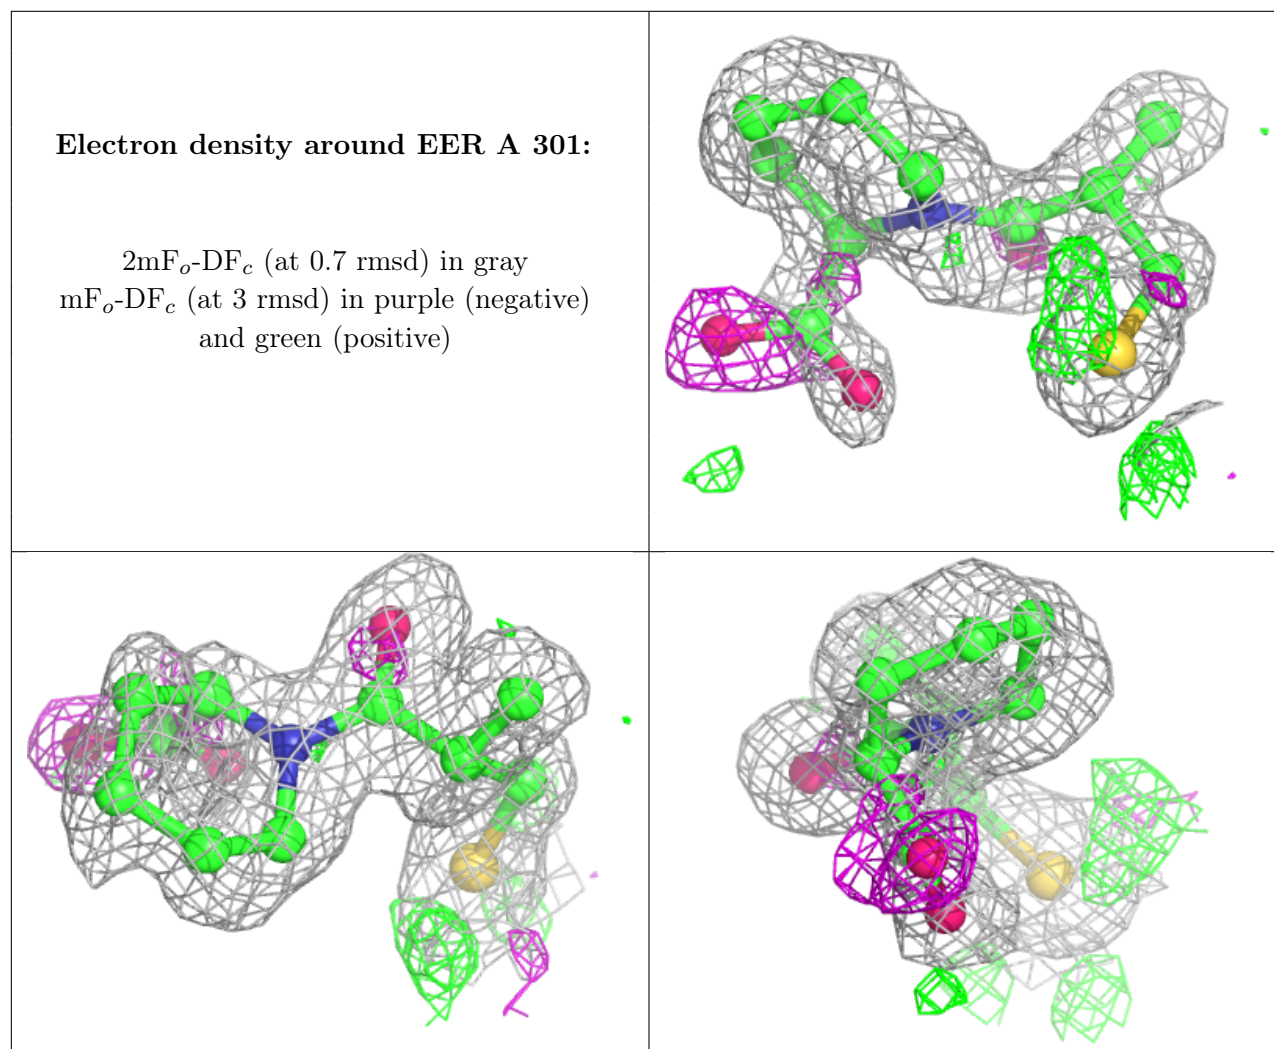 Electron density around EER A 301:
2mFo-DFc (at 0.7 rmsd) in gray
mFo-DFc (at 3 rmsd) in purple (negative)
and green (positive)